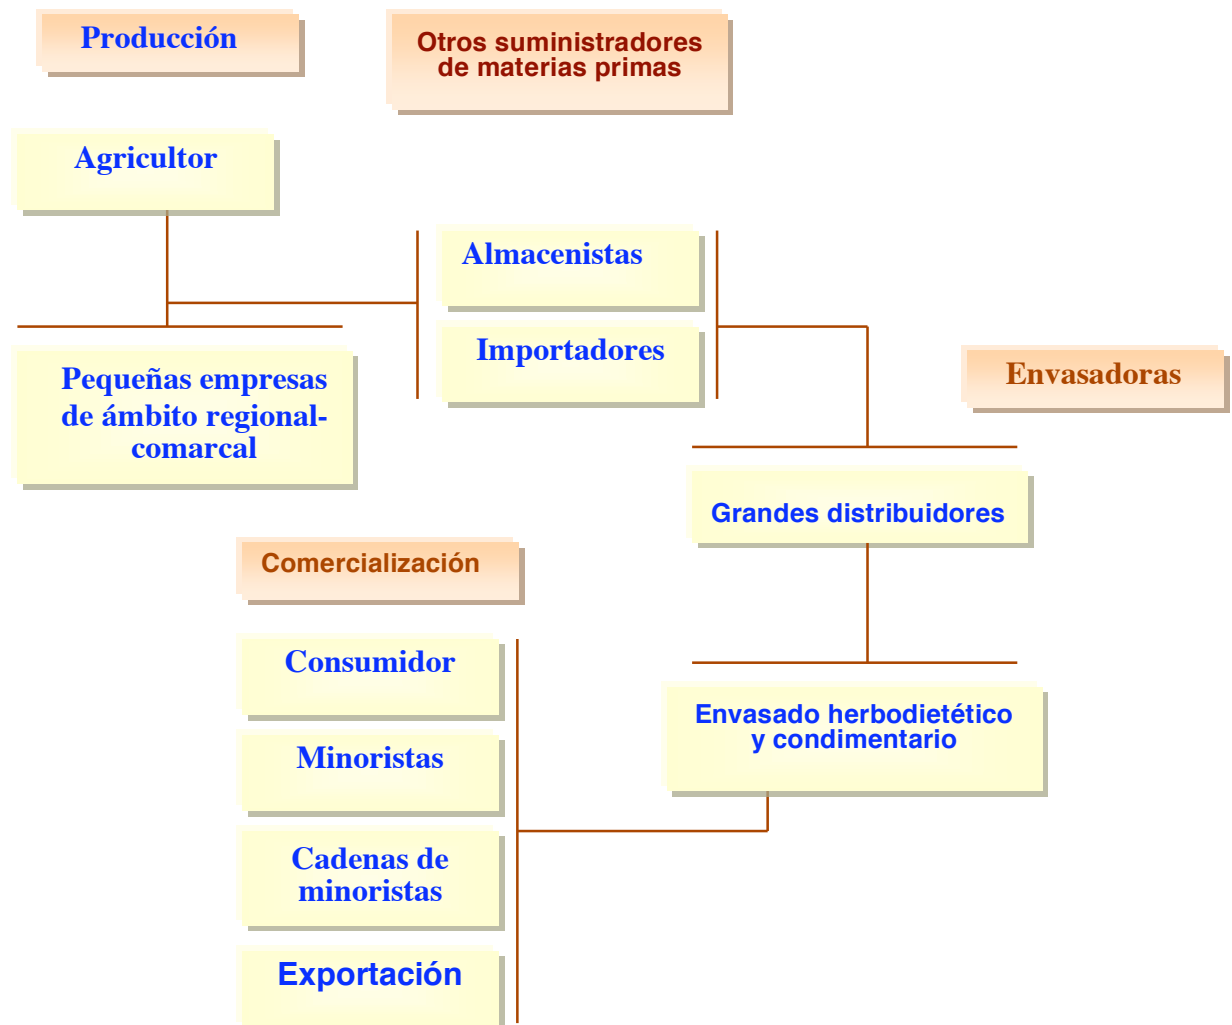 Producción
Otros suministradores
de materias primas
Agricultor
Almacenistas
Importadores
Pequeñas empresas
de ámbito regional-
comarcal
Envasadoras
Grandes distribuidores
Comercialización
Consumidor
Envasado herbodietético
y condimentario
Minoristas
Cadenas de
minoristas
Exportación